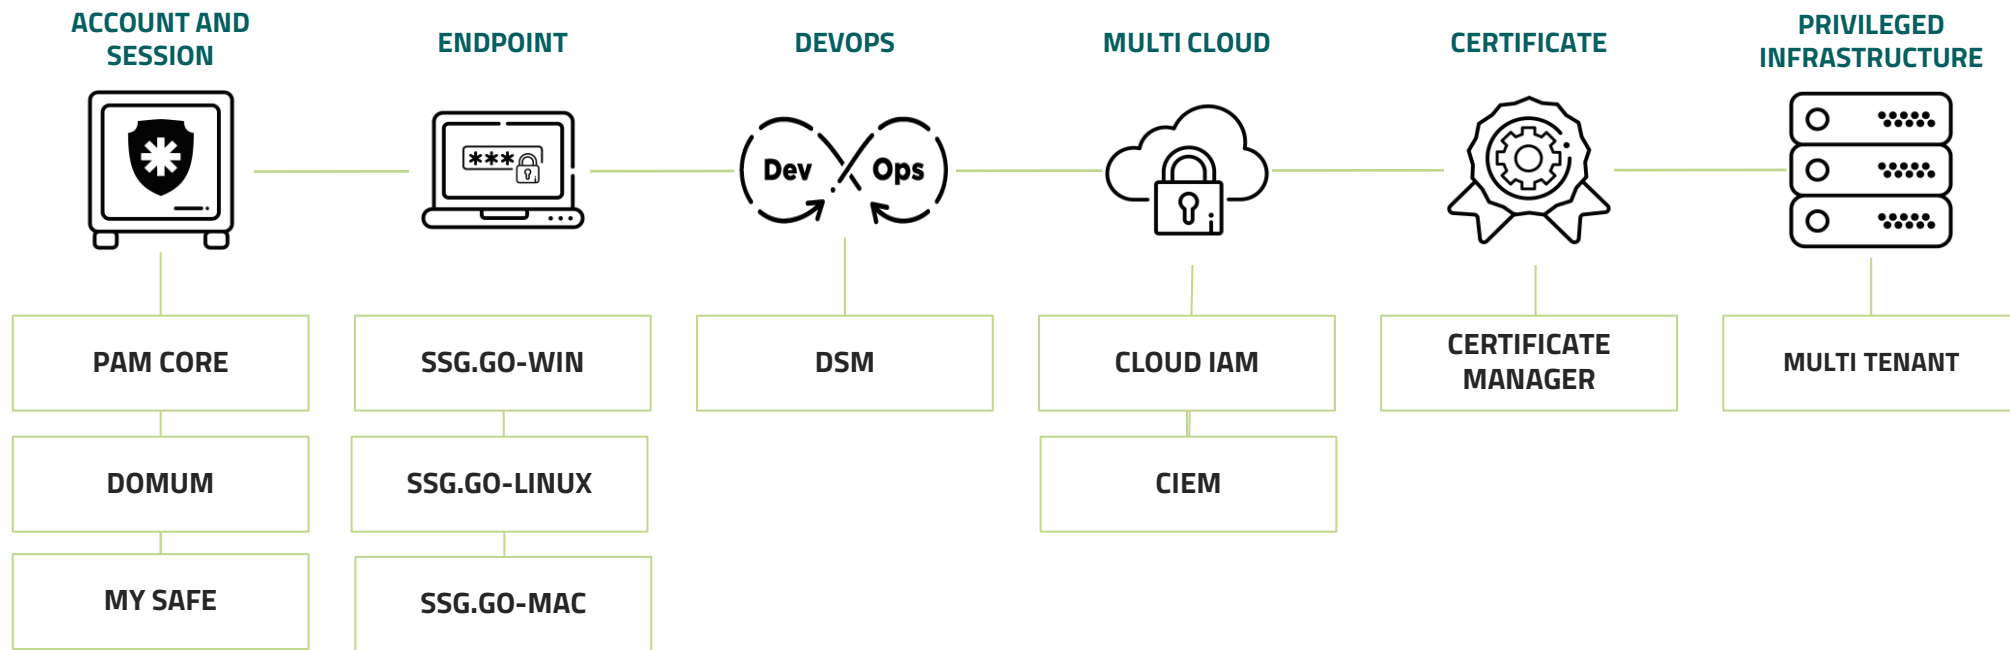 ACCOUNT AND
SESSION
ENDPOINT
DEVOPS
MULTI CLOUD
CERTIFICATE
PRIVILEGED
INFRASTRUCTURE
***
Dev
Ops
PAM CORE
SSG.GO-WIN
DSM
CLOUD IAM
CERTIFICATE
MANAGER
MULTI TENANT
DOMUM
SSG.GO-LINUX
CIEM
MY SAFE
SSG.GO-MAC